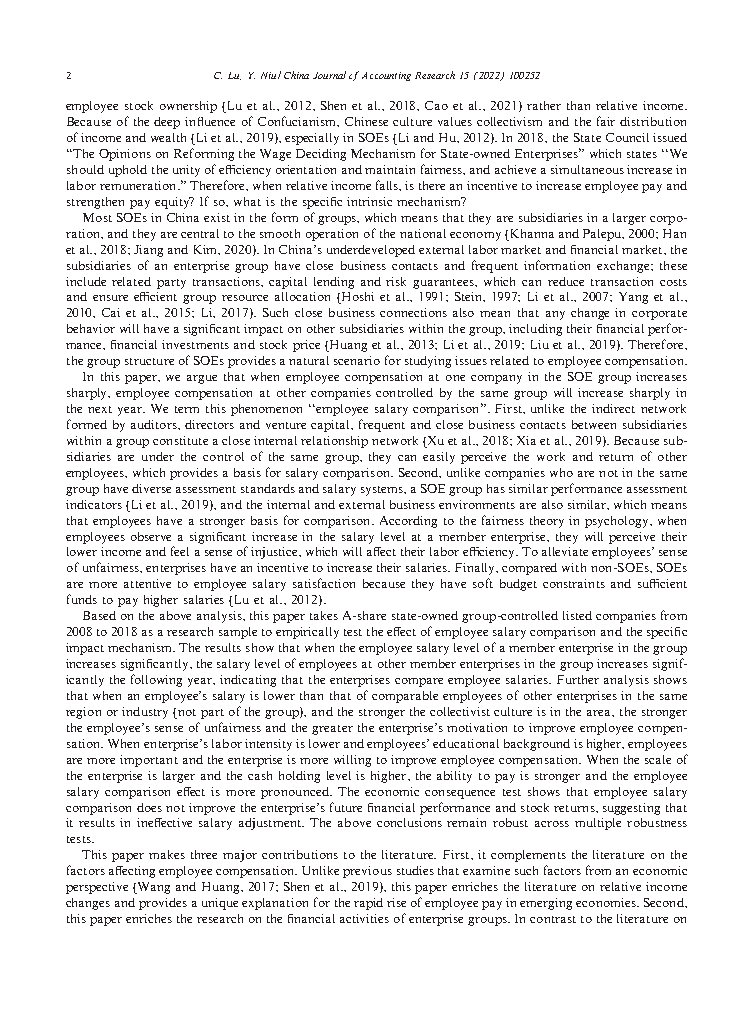 2
C. Lu, Y. Niu / China Journal of Accounting Research 15 (2022) 100252
employee stock ownership (Lu et al., 2012, Shen et al., 2018, Cao et al., 2021) rather than relative income.
Because of the deep influence of Confucianism, Chinese culture values collectivism and the fair distribution
of income and wealth (Li et al., 2019), especially in SOEs (Li and Hu, 2012). In 2018, the State Council issued
“The Opinions on Reforming the Wage Deciding Mechanism for State-owned Enterprises” which states ‘‘We
should uphold the unity of efficiency orientation and maintain fairness, and achieve a simultaneous increase in
labor remuneration.” Therefore, when relative income falls, is there an incentive to increase employee pay and
strengthen pay equity? If so, what is the specific intrinsic mechanism?
Most SOEs in China exist in the form of groups, which means that they are subsidiaries in a larger corpo-
ration, and they are central to the smooth operation of the national economy (Khanna and Palepu, 2000; Han
et al., 2018; Jiang and Kim, 2020). In China’s underdeveloped external labor market and financial market, the
subsidiaries of an enterprise group have close business contacts and frequent information exchange; these
include related party transactions, capital lending and risk guarantees, which can reduce transaction costs
and ensure efficient group resource allocation (Hoshi et al., 1991; Stein, 1997; Li et al., 2007; Yang et al.,
2010, Cai et al., 2015; Li, 2017). Such close business connections also mean that any change in corporate
behavior will have a significant impact on other subsidiaries within the group, including their financial perfor-
mance, financial investments and stock price (Huang et al., 2013; Li et al., 2019; Liu et al., 2019). Therefore,
the group structure of SOEs provides a natural scenario for studying issues related to employee compensation.
In this paper, we argue that when employee compensation at one company in the SOE group increases
sharply, employee compensation at other companies controlled by the same group will increase sharply in
the next year. We term this phenomenon ‘‘employee salary comparison”. First, unlike the indirect network
formed by auditors, directors and venture capital, frequent and close business contacts between subsidiaries
within a group constitute a close internal relationship network (Xu et al., 2018; Xia et al., 2019). Because sub-
sidiaries are under the control of the same group, they can easily perceive the work and return of other
employees, which provides a basis for salary comparison. Second, unlike companies who are not in the same
group have diverse assessment standards and salary systems, a SOE group has similar performance assessment
indicators (Li et al., 2019), and the internal and external business environments are also similar, which means
that employees have a stronger basis for comparison. According to the fairness theory in psychology, when
employees observe a significant increase in the salary level at a member enterprise, they will perceive their
lower income and feel a sense of injustice, which will affect their labor efficiency. To alleviate employees’ sense
of unfairness, enterprises have an incentive to increase their salaries. Finally, compared with non-SOEs, SOEs
are more attentive to employee salary satisfaction because they have soft budget constraints and sufficient
funds to pay higher salaries (Lu et al., 2012).
Based on the above analysis, this paper takes A-share state-owned group-controlled listed companies from
2008 to 2018 as a research sample to empirically test the effect of employee salary comparison and the specific
impact mechanism. The results show that when the employee salary level of a member enterprise in the group
increases significantly, the salary level of employees at other member enterprises in the group increases signif-
icantly the following year, indicating that the enterprises compare employee salaries. Further analysis shows
that when an employee’s salary is lower than that of comparable employees of other enterprises in the same
region or industry (not part of the group), and the stronger the collectivist culture is in the area, the stronger
the employee’s sense of unfairness and the greater the enterprise’s motivation to improve employee compen-
sation. When enterprise’s labor intensity is lower and employees’ educational background is higher, employees
are more important and the enterprise is more willing to improve employee compensation. When the scale of
the enterprise is larger and the cash holding level is higher, the ability to pay is stronger and the employee
salary comparison effect is more pronounced. The economic consequence test shows that employee salary
comparison does not improve the enterprise’s future financial performance and stock returns, suggesting that
it results in ineffective salary adjustment. The above conclusions remain robust across multiple robustness
tests.
This paper makes three major contributions to the literature. First, it complements the literature on the
factors affecting employee compensation. Unlike previous studies that examine such factors from an economic
perspective (Wang and Huang, 2017; Shen et al., 2019), this paper enriches the literature on relative income
changes and provides a unique explanation for the rapid rise of employee pay in emerging economies. Second,
this paper enriches the research on the financial activities of enterprise groups. In contrast to the literature on